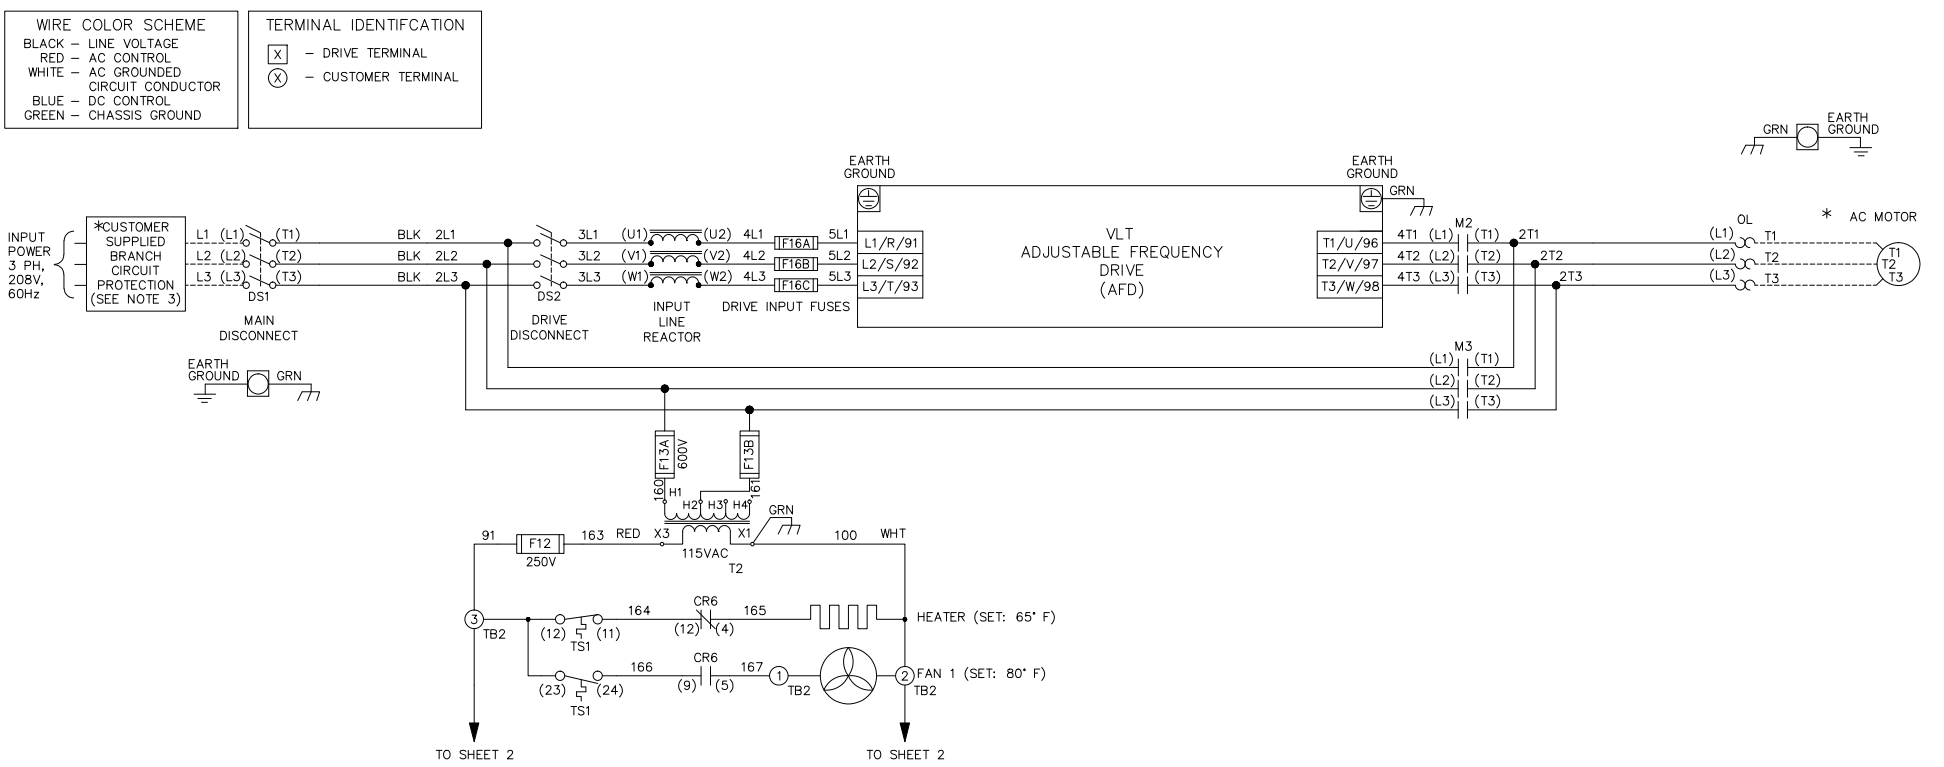 WIRE COLOR SCHEME
BLACK – LINE VOLTAGE
RED – AC CONTROL
WHITE – AC GROUNDED
CIRCUIT CONDUCTOR
BLUE – DC CONTROL
GREEN – CHASSIS GROUND
TERMINAL IDENTIFCATION
X – DRIVE TERMINAL
X – CUSTOMER TERMINAL
GRN
EARTH
GROUND
INPUT
POWER
3 PH,
208V,
60Hz
*CUSTOMER
SUPPLIED
BRANCH
CIRCUIT
PROTECTION
(SEE NOTE 3)
L1 (L1) (T1)
L2 (L2) (T2)
L3 (L3) (T3)
DS1
MAIN
DISCONNECT
BLK 2L1
BLK 2L2
BLK 2L3
DS2
DRIVE
DISCONNECT
3L1 (U1) (U2) 4L1 F16A 5L1
3L2 (V1) (V2) 4L2 F16B 5L2
3L3 (W1) (W2) 4L3 F16C 5L3
INPUT
LINE
REACTOR
DRIVE INPUT FUSES
EARTH
GROUND
L1/R/91
L2/S/92
L3/T/93
VLT
ADJUSTABLE FREQUENCY
DRIVE
(AFD)
EARTH
GROUND
GRN
T1/U/96
T2/V/97
T3/W/98
M2
4T1 (L1) (T1) 2T1
4T2 (L2) (T2) 2T2
4T3 (L3) (T3) 2T3
OL
(L1) T1
(L2) T2
(L3) T3
* AC MOTOR
T1
T2
T3
M3
(L1) (T1)
(L2) (T2)
(L3) (T3)
EARTH
GROUND
GRN
F13A
600V
F13B
160
161
H1
H2 H3 H4
GRN
91
F12
250V
163 RED X3
X1
115VAC
T2
100 WHT
3
TB2
(12) (11)
TS1
164
CR6
(12) (4)
165
HEATER (SET: 65° F)
(23) (24)
TS1
166
CR6
(9) (5)
167
1
TB2
2
TB2
FAN 1 (SET: 80° F)
TO SHEET 2
TO SHEET 2